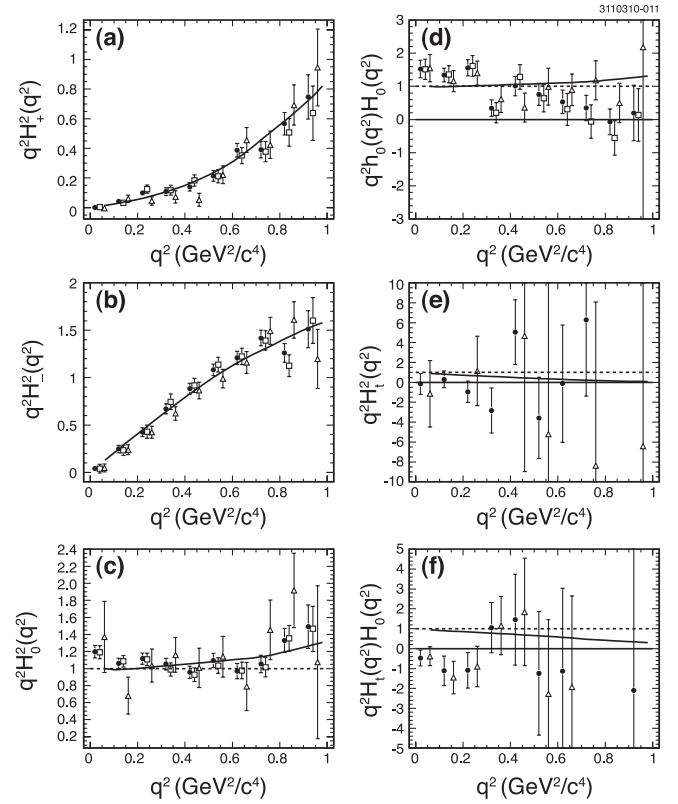 3110310-011
(a)
q²H²₊(q²)
1.2
1.0
0.8
0.6
0.4
0.2
0
0 0.2 0.4 0.6 0.8 1
q² (GeV²/c⁴)
(d)
q²h₀(q²)H₀(q²)
3
2
1
0
-1
-2
-3
0 0.2 0.4 0.6 0.8 1
q² (GeV²/c⁴)
(b)
q²H²₋(q²)
2
1.5
1
0.5
0
0 0.2 0.4 0.6 0.8 1
q² (GeV²/c⁴)
(e)
q²H²ₜ(q²)
10
8
6
4
2
0
-2
-4
-6
-8
-10
0 0.2 0.4 0.6 0.8 1
q² (GeV²/c⁴)
(c)
q²H²₀(q²)
2.4
2.2
2.0
1.8
1.6
1.4
1.2
1.0
0.8
0.6
0.4
0.2
0 0.2 0.4 0.6 0.8 1
q² (GeV²/c⁴)
(f)
q²Hₜ(q²)H₀(q²)
5
4
3
2
1
0
-1
-2
-3
-4
-5
0 0.2 0.4 0.6 0.8 1
q² (GeV²/c⁴)